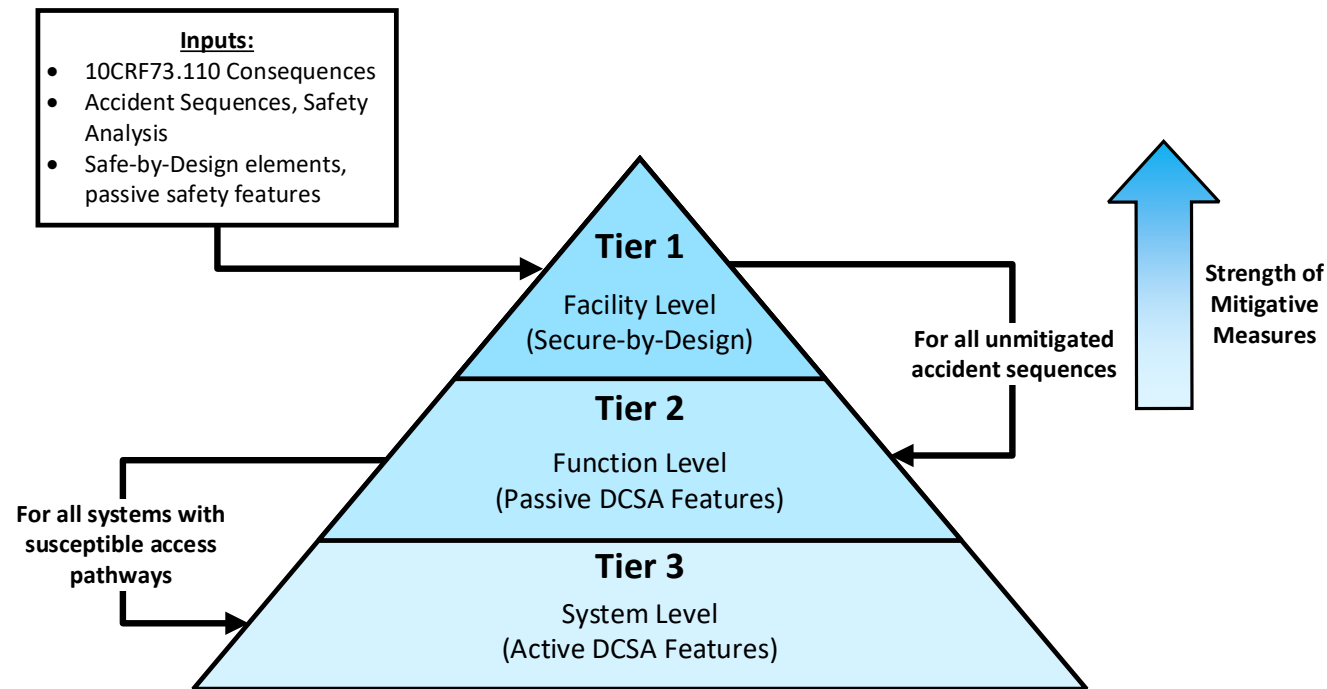 Inputs:
• 10CRF73.110 Consequences
• Accident Sequences, Safety
Analysis
• Safe-by-Design elements,
passive safety features
Tier 1
Facility Level
(Secure-by-Design)
For all unmitigated
accident sequences
Strength of
Mitigative
Measures
Tier 2
Function Level
(Passive DCSA Features)
For all systems with
susceptible access
pathways
Tier 3
System Level
(Active DCSA Features)